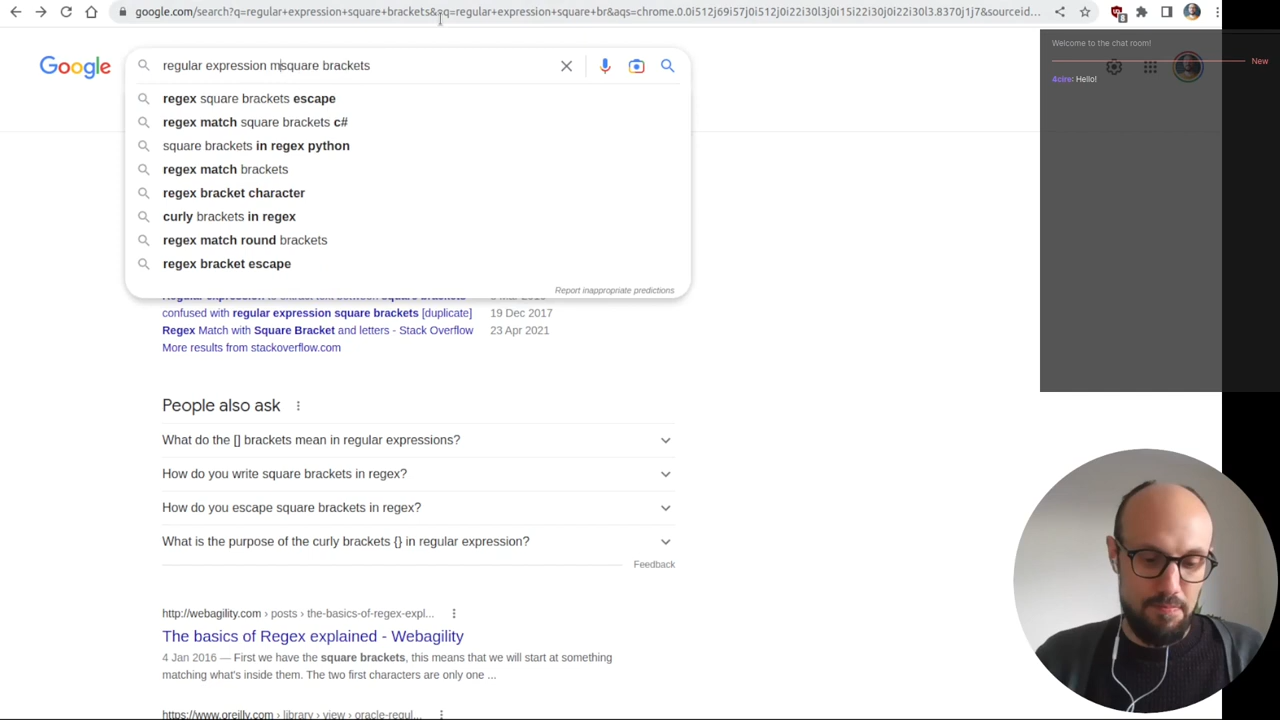 google.com/search?q=regular+expression+square+brackets&oq=regular+expression+square+br&aqs=chrome.0.0i512j69i57j0i512j0i22i30l3j0i15i22i30j0i22i30l3.8370j1j7&sourceid...
8
Welcome to the chat room!
New
4cire: Hello!
Google
regular expression msquare brackets
regex square brackets escape
regex match square brackets c#
square brackets in regex python
regex match brackets
regex bracket character
curly brackets in regex
regex match round brackets
regex bracket escape
Report inappropriate predictions
confused with regular expression square brackets [duplicate] 19 Dec 2017
Regex Match with Square Bracket and letters - Stack Overflow 23 Apr 2021
More results from stackoverflow.com
People also ask
What do the [] brackets mean in regular expressions?
How do you write square brackets in regex?
How do you escape square brackets in regex?
What is the purpose of the curly brackets {} in regular expression?
Feedback
http://webagility.com › posts › the-basics-of-regex-expl...
The basics of Regex explained - Webagility
4 Jan 2016 — First we have the square brackets, this means that we will start at something
matching what's inside them. The two first characters are only one ...
https://www.oreilly.com › library › view › oracle-regul...